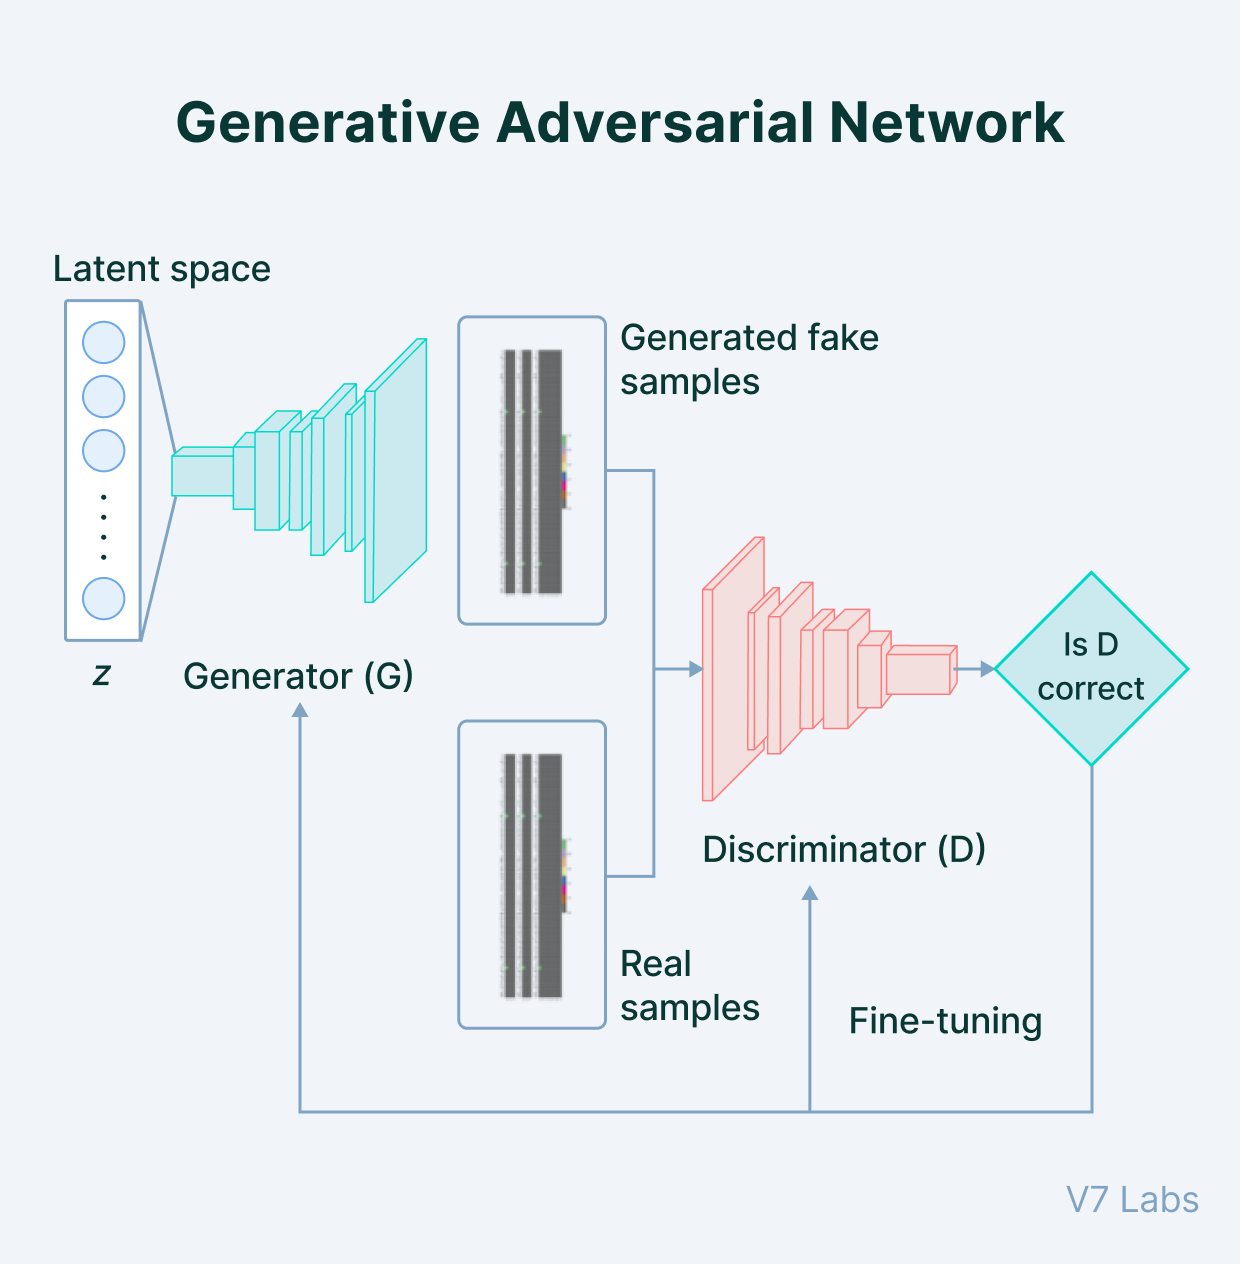 Generative Adversarial Network
Latent space
z
Generator (G)
Generated fake
samples
Real
samples
Discriminator (D)
Is D
correct
Fine-tuning
V7 Labs